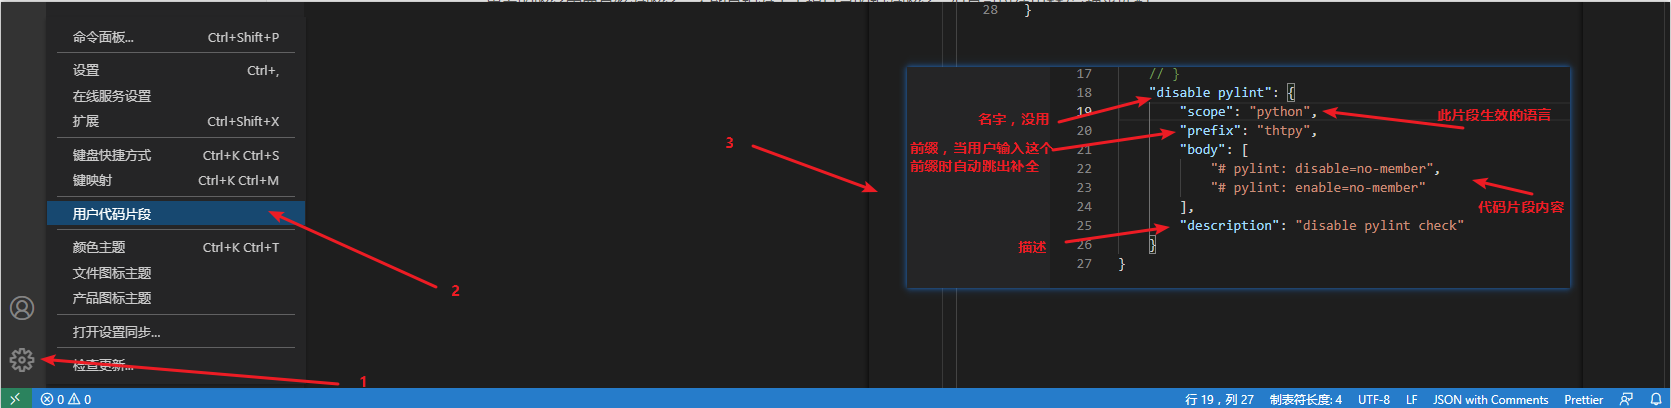 28 }
命令面板... Ctrl+Shift+P
设置 Ctrl+,
在线服务设置
扩展 Ctrl+Shift+X
键盘快捷方式 Ctrl+K Ctrl+S
键映射 Ctrl+K Ctrl+M
用户代码片段
颜色主题 Ctrl+K Ctrl+T
文件图标主题
产品图标主题
打开设置同步...
检查更新...
1
2
3
17 // }
18 "disable pylint": {
19 "scope": "python",
20 "prefix": "thtpy",
21 "body": [
22 "# pylint: disable=no-member",
23 "# pylint: enable=no-member"
24 ],
25 "description": "disable pylint check"
26 }
27 }
名字，没用
此片段生效的语言
前缀，当用户输入这个
前缀时自动跳出补全
代码片段内容
描述
0 0 行 19，列 27 制表符长度: 4 UTF-8 LF JSON with Comments Prettier